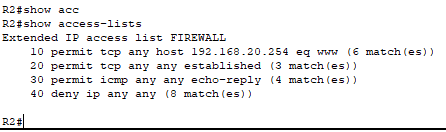 R2#show acc
R2#show access-lists
Extended IP access list FIREWALL
10 permit tcp any host 192.168.20.254 eq www (6 match(es))
20 permit tcp any any established (3 match(es))
30 permit icmp any any echo-reply (4 match(es))
40 deny ip any any (8 match(es))
R2#